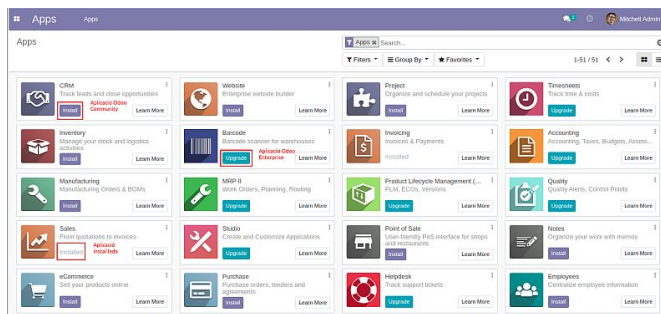 Apps
Apps
Mitchell Admin
Apps
Apps
Search...
Filters
Group By
Favorites
1-51 / 51
CRM
Track leads and close opportunities
Install
Aplicació Odoo
Community
Learn More
Website
Enterprise website builder
Install
Learn More
Project
Organize and schedule your projects
Install
Learn More
Timesheets
Track time & costs
Upgrade
Learn More
Inventory
Manage your stock and logistics
activities
Install
Learn More
Barcode
Barcode scanner for warehouses
Upgrade
Aplicació Odoo
Enterprise
Learn More
Invoicing
Invoices & Payments
Installed
Learn More
Accounting
Accounting, Taxes, Budgets, Assets...
Upgrade
Learn More
Manufacturing
Manufacturing Orders & BOMs
Install
Learn More
MRP II
Work Orders, Planning, Routing
Upgrade
Learn More
Product Lifecycle Management (...
PLM, ECOs, Versions
Upgrade
Learn More
Quality
Quality Alerts, Control Points
Upgrade
Learn More
Sales
From quotations to invoices
Installed
Aplicació
instal·lada
Learn More
Studio
Create and Customize Applications
Upgrade
Learn More
Point of Sale
User-friendly PoS interface for shops
and restaurants
Install
Learn More
Notes
Organize your work with memos
Install
Learn More
eCommerce
Sell your products online
Install
Learn More
Purchase
Purchase orders, tenders and
agreements
Install
Learn More
Helpdesk
Track support tickets
Upgrade
Learn More
Employees
Centralize employee information
Install
Learn More